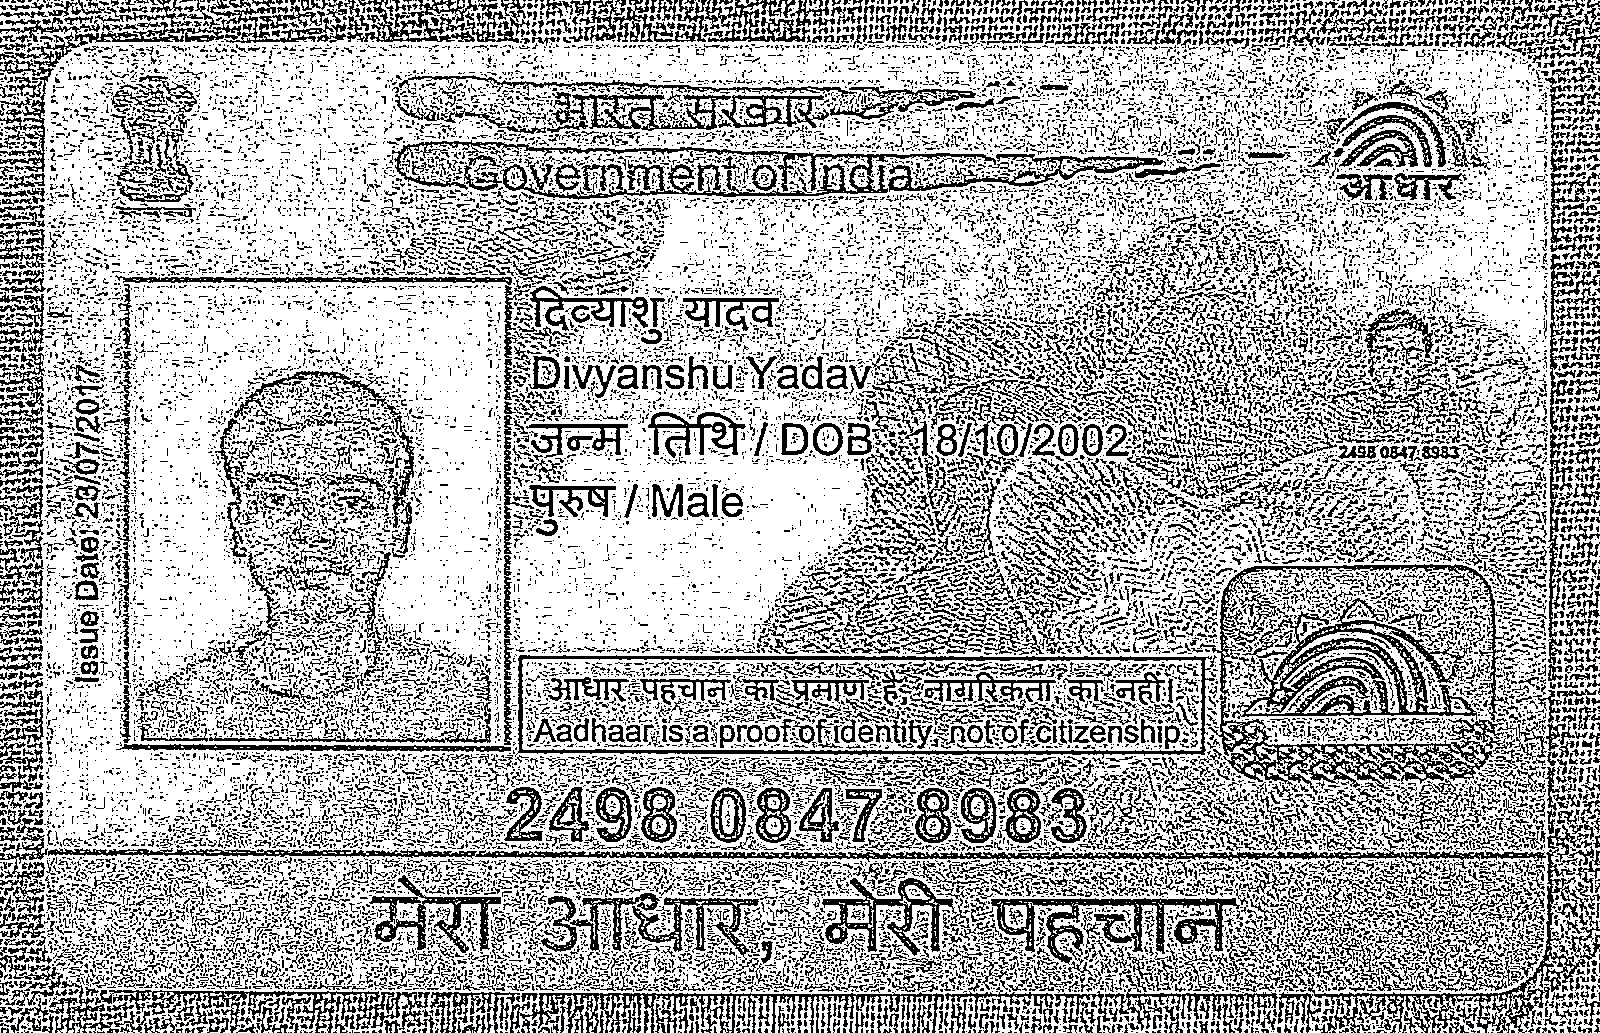 भारत सरकार
Government of India
आधार
दिव्यांशु यादव
Divyanshu Yadav
जन्म तिथि / DOB 18/10/2002
पुरुष / Male
2498 0847 8983
Issue Date: 23/07/2017
आधार पहचान का प्रमाण है, नागरिकता का नहीं।
Aadhaar is a proof of identity, not of citizenship.
2498 0847 8983
मेरा आधार, मेरी पहचान